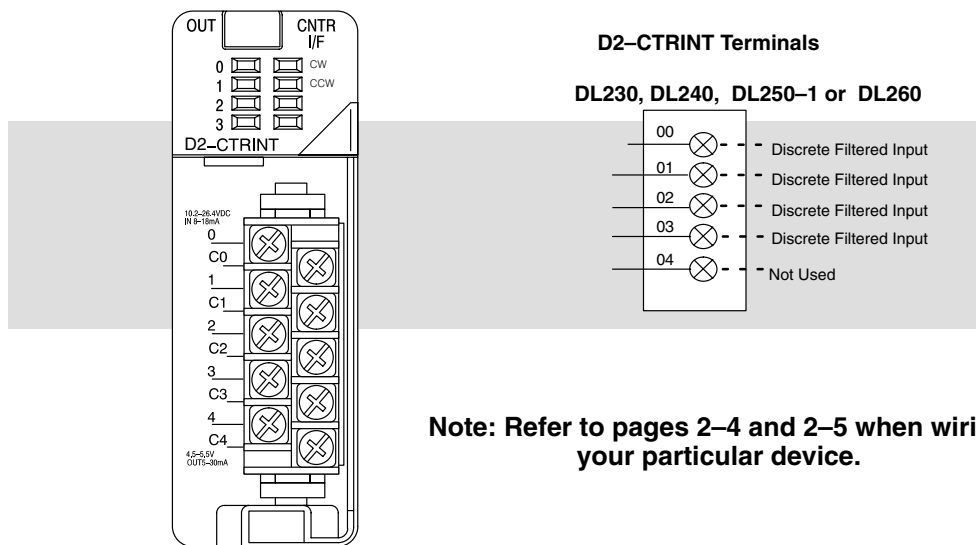 OUT CNTR
I/F
0 CW
1 CCW
2
3
D2–CTRINT
10.2–26.4VDC
IN 8–18mA
0
C0
1
C1
2
C2
3
C3
4
C4
4,5–5,5V
OUT5–30mA
D2–CTRINT Terminals
DL230, DL240, DL250–1 or DL260
00 Discrete Filtered Input
01 Discrete Filtered Input
02 Discrete Filtered Input
03 Discrete Filtered Input
04 Not Used
Note: Refer to pages 2–4 and 2–5 when wiri
your particular device.